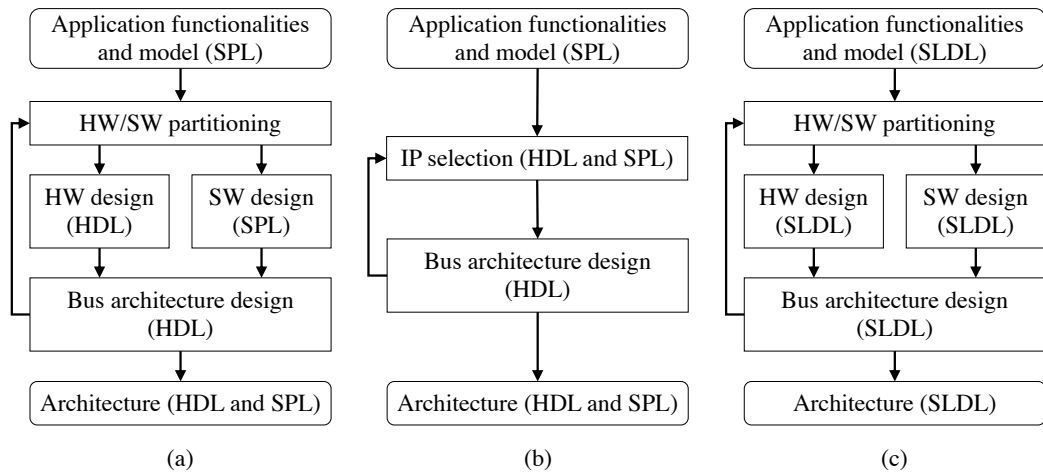 Application functionalities
and model (SPL)
HW/SW partitioning
HW design
(HDL)
SW design
(SPL)
Bus architecture design
(HDL)
Architecture (HDL and SPL)
(a)
Application functionalities
and model (SPL)
IP selection (HDL and SPL)
Bus architecture design
(HDL)
Architecture (HDL and SPL)
(b)
Application functionalities
and model (SLDL)
HW/SW partitioning
HW design
(SLDL)
SW design
(SLDL)
Bus architecture design
(SLDL)
Architecture (SLDL)
(c)